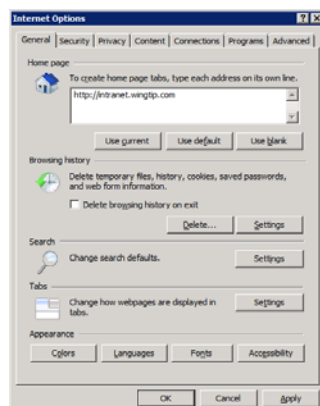 Internet Options
General Security Privacy Content Connections Programs Advanced
Home page
To create home page tabs, type each address on its own line.
http://intranet.wingtip.com
Use current Use default Use blank
Browsing history
Delete temporary files, history, cookies, saved passwords,
and web form information.
Delete browsing history on exit
Delete... Settings
Search
Change search defaults. Settings
Tabs
Change how webpages are displayed in
tabs. Settings
Appearance
Colors Languages Fonts Accessibility
OK Cancel Apply